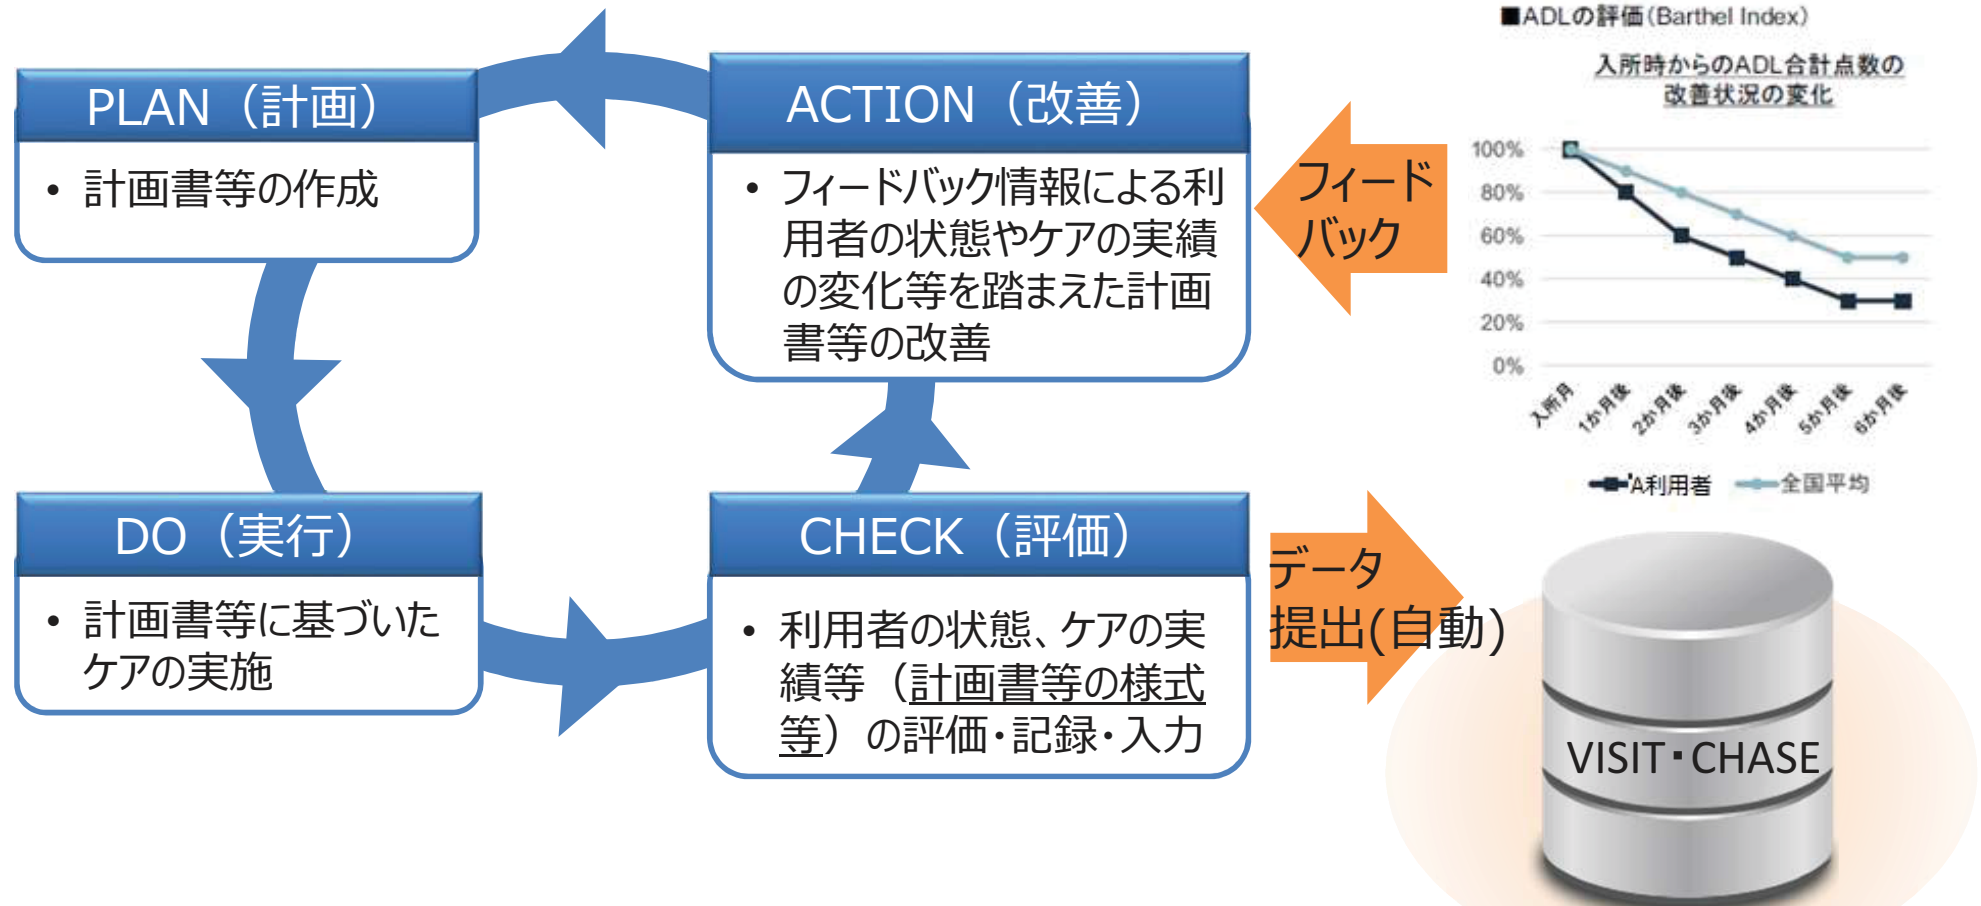 PLAN（計画）
• 計画書等の作成
ACTION（改善）
• フィードバック情報による利
用者の状態やケアの実績
の変化等を踏まえた計画
書等の改善
DO（実行）
• 計画書等に基づいた
ケアの実施
CHECK（評価）
• 利用者の状態、ケアの実
績等（計画書等の様式
等）の評価・記録・入力
フィード
バック
データ
提出(自動)
■ADLの評価(Barthel Index)
入所時からのADL合計点数の
改善状況の変化
100%
80%
60%
40%
20%
0%
入所月
1か月後
2か月後
3か月後
4か月後
5か月後
6か月後
A利用者
全国平均
VISIT・CHASE